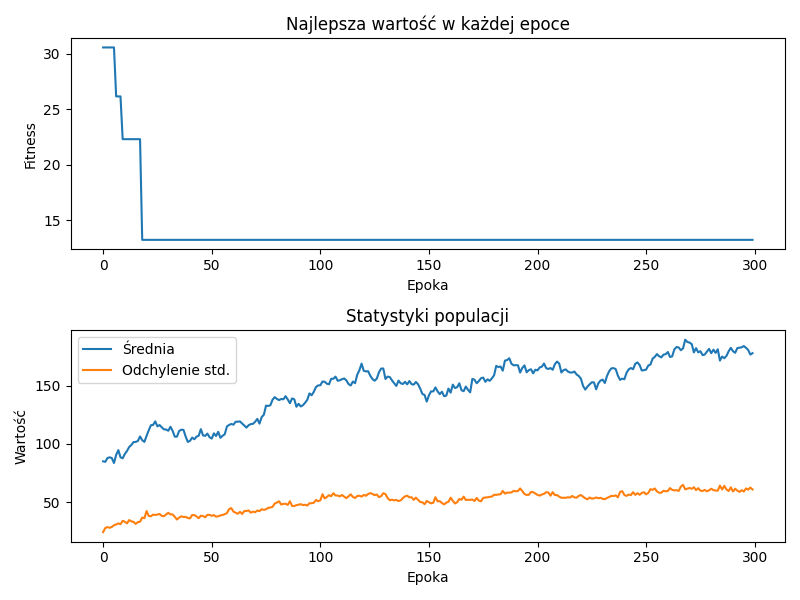 Najlepsza wartość w każdej epoce
30
25
20
15
Fitness
0 50 100 150 200 250 300
Epoka
Statystyki populacji
Średnia
Odchylenie std.
150
100
50
Wartość
0 50 100 150 200 250 300
Epoka